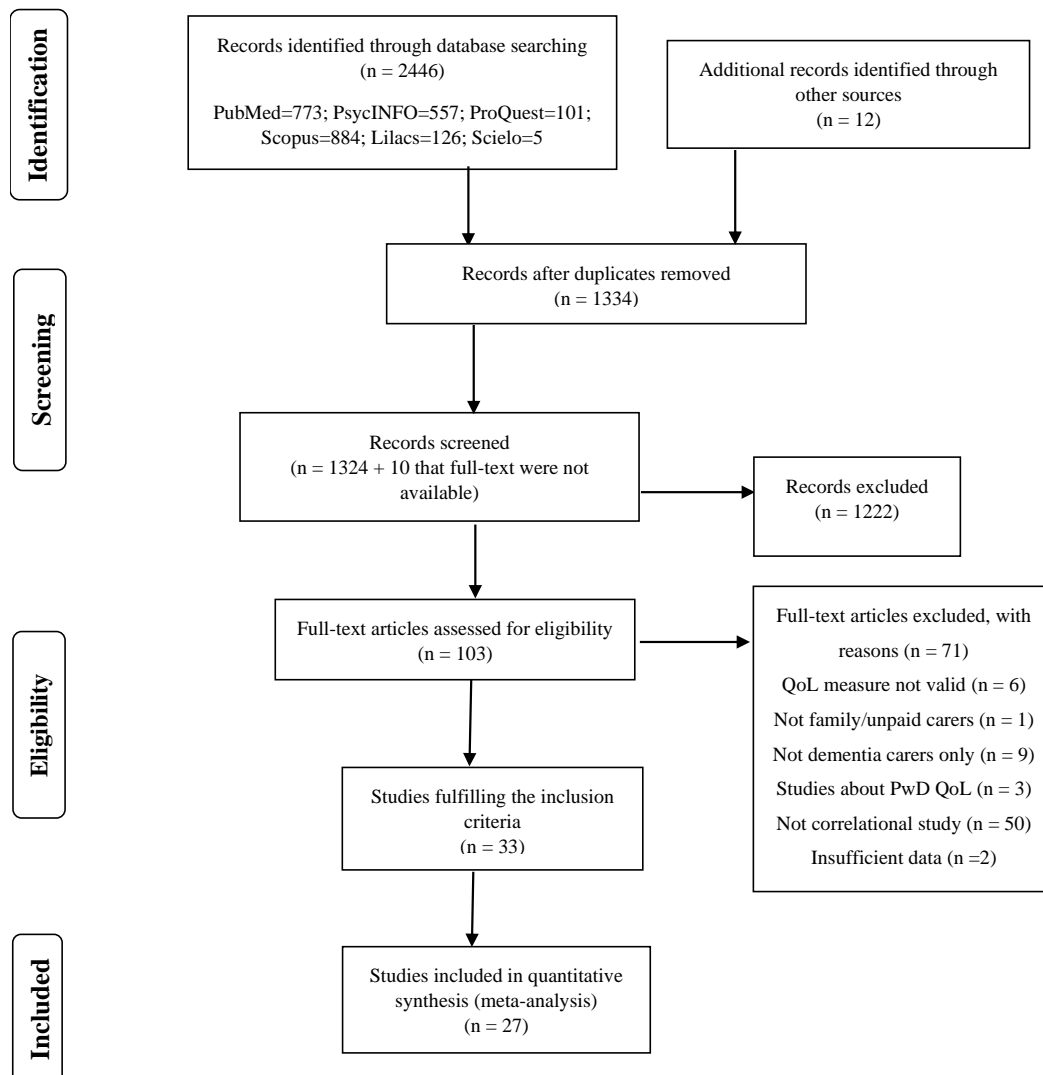 Identification
Records identified through database searching
(n = 2446)
PubMed=773; PsycINFO=557; ProQuest=101;
Scopus=884; Lilacs=126; Scielo=5
Additional records identified through
other sources
(n = 12)
Screening
Records after duplicates removed
(n = 1334)
Records screened
(n = 1324 + 10 that full-text were not
available)
Records excluded
(n = 1222)
Eligibility
Full-text articles assessed for eligibility
(n = 103)
Full-text articles excluded, with
reasons (n = 71)
QoL measure not valid (n = 6)
Not family/unpaid carers (n = 1)
Not dementia carers only (n = 9)
Studies about PwD QoL (n = 3)
Not correlational study (n = 50)
Insufficient data (n =2)
Studies fulfilling the inclusion
criteria
(n = 33)
Included
Studies included in quantitative
synthesis (meta-analysis)
(n = 27)